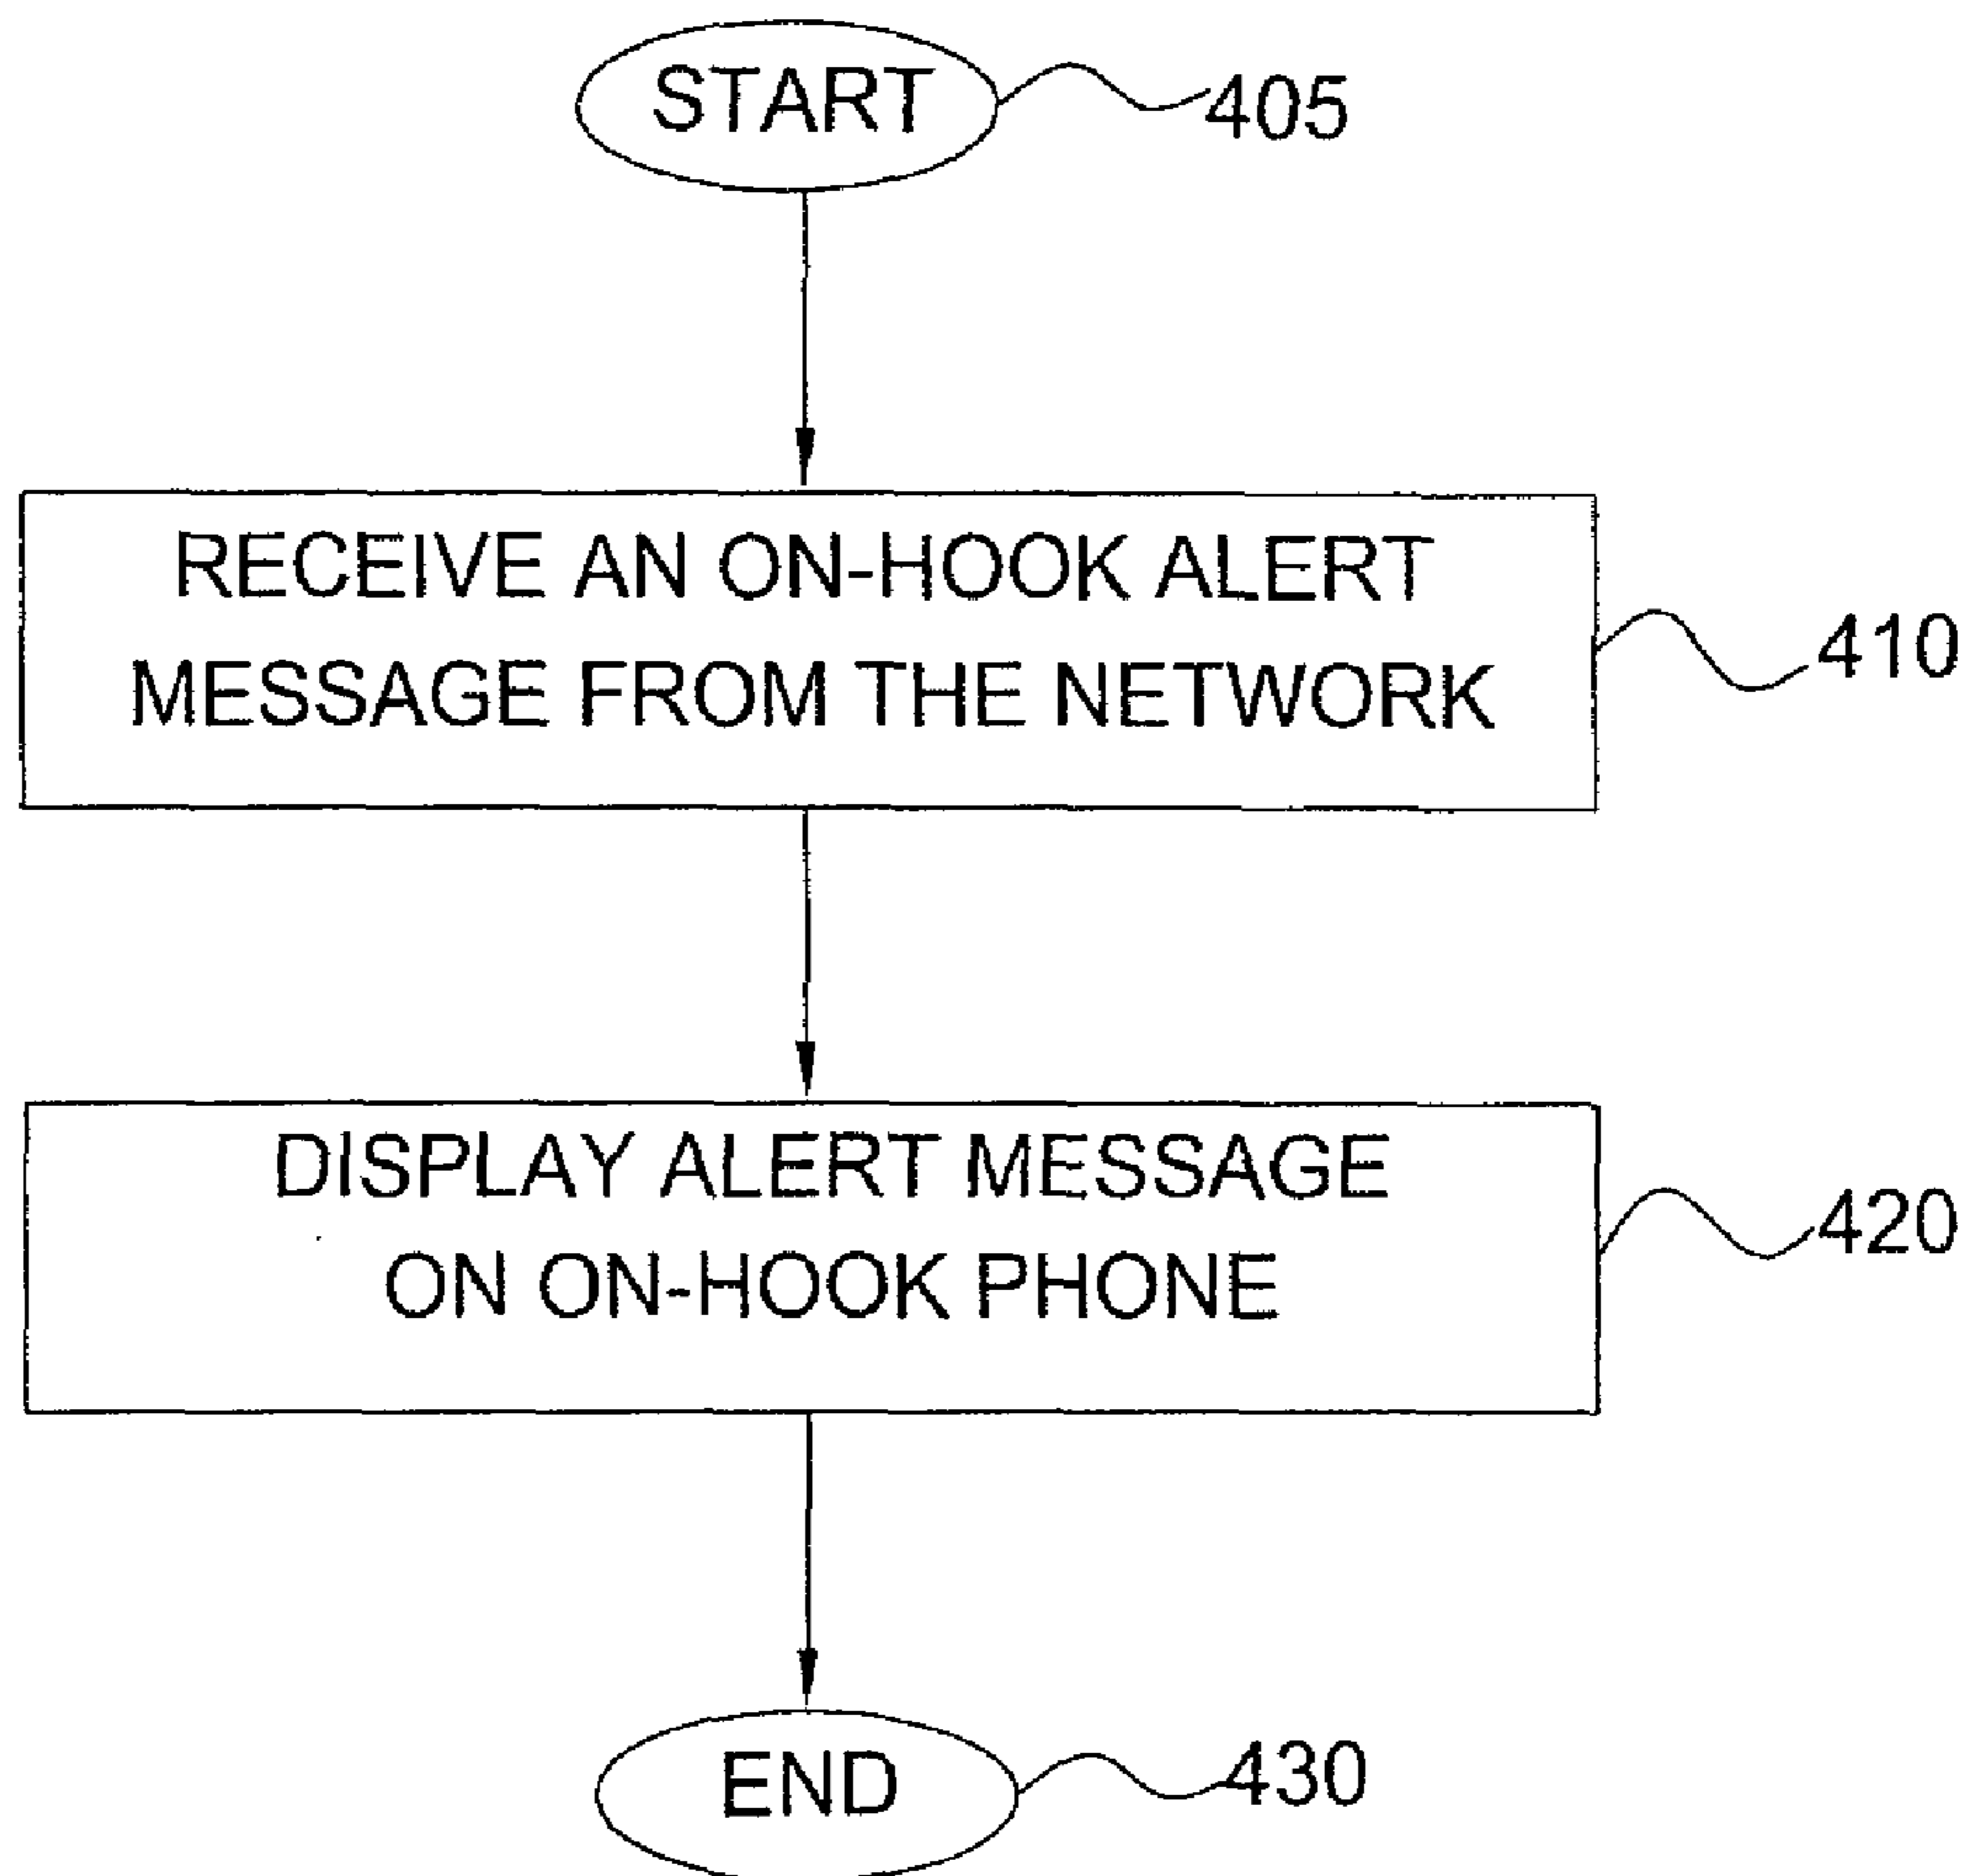 START
405
RECEIVE AN ON-HOOK ALERT
MESSAGE FROM THE NETWORK
410
DISPLAY ALERT MESSAGE
ON ON-HOOK PHONE
420
END
430